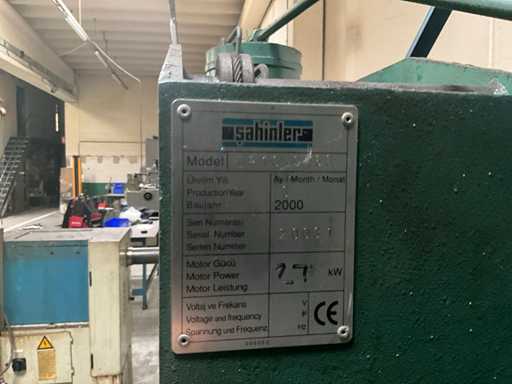 şahinler
Model
Üretim Yılı Ay / Month / Monat
Production Year
Baujahr 2000
Seri Numarası
Serial Number
Serien Nummer
Motor Gücü
Motor Power kW
Motor Leistung
Voltaj ve Frekans V
Voltage and frequency P
Spannung und Frequenz Hz
CE